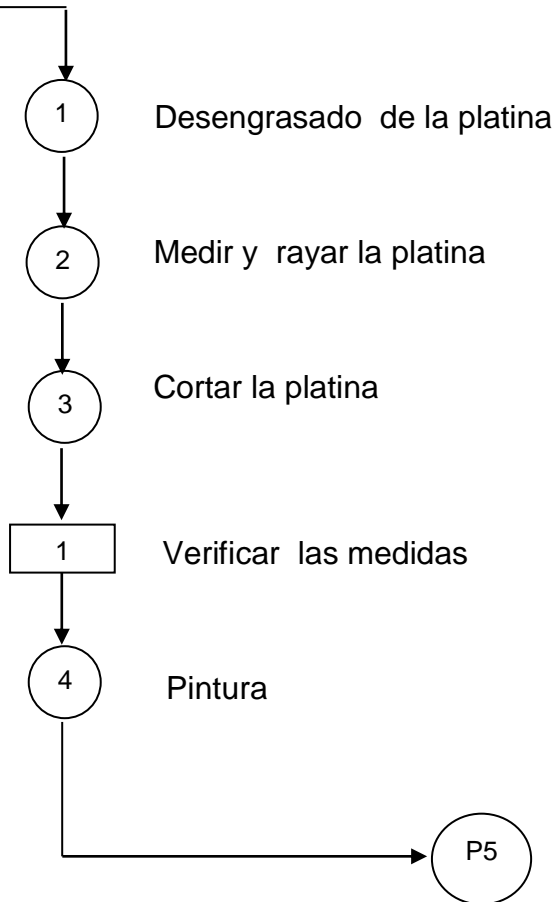 1 Desengrasado de la platina
2 Medir y rayar la platina
3 Cortar la platina
1 Verificar las medidas
4 Pintura
P5